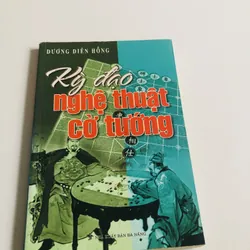 DƯƠNG DIÊN HỒNG
Kỳ đạo
nghệ thuật
cờ tướng